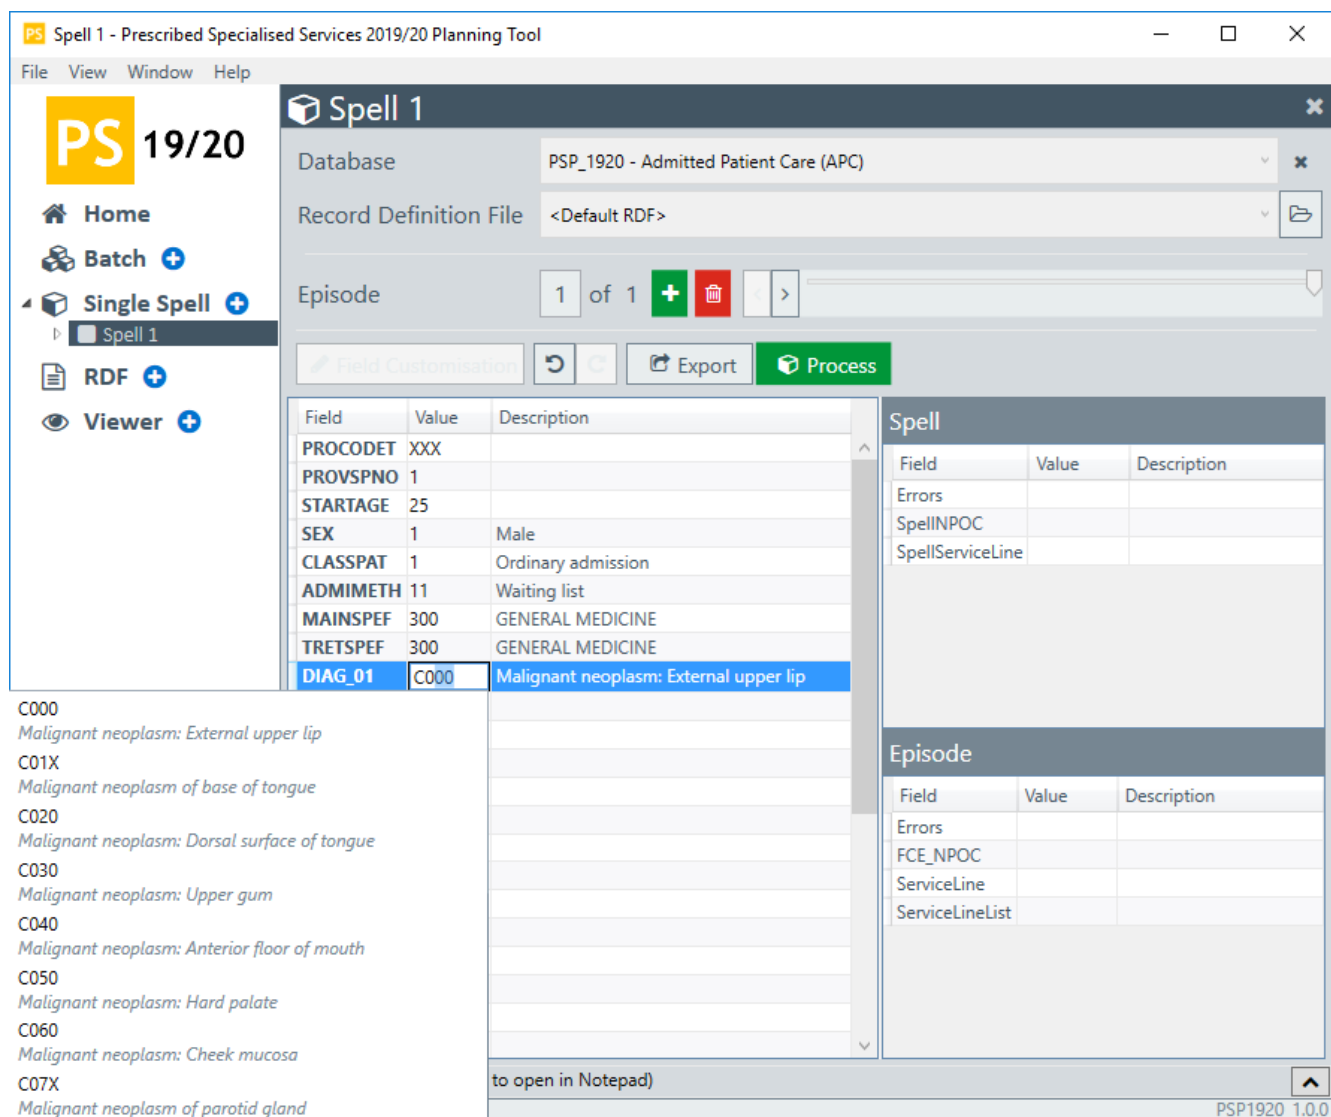 PS Spell 1 - Prescribed Specialised Services 2019/20 Planning Tool
File View Window Help
PS 19/20
Home
Batch
Single Spell
Spell 1
RDF
Viewer
Spell 1
Database PSP_1920 - Admitted Patient Care (APC)
Record Definition File <Default RDF>
Episode 1 of 1
Field Customisation Export Process
Field Value Description
PROCODET XXX
PROVSPNO 1
STARTAGE 25
SEX 1 Male
CLASSPAT 1 Ordinary admission
ADMIMETH 11 Waiting list
MAINSPEF 300 GENERAL MEDICINE
TRETSPEF 300 GENERAL MEDICINE
DIAG_01 C000 Malignant neoplasm: External upper lip
C000
Malignant neoplasm: External upper lip
C01X
Malignant neoplasm of base of tongue
C020
Malignant neoplasm: Dorsal surface of tongue
C030
Malignant neoplasm: Upper gum
C040
Malignant neoplasm: Anterior floor of mouth
C050
Malignant neoplasm: Hard palate
C060
Malignant neoplasm: Cheek mucosa
C07X
Malignant neoplasm of parotid gland
Spell
Field Value Description
Errors
SpellNPOC
SpellServiceLine
Episode
Field Value Description
Errors
FCE_NPOC
ServiceLine
ServiceLineList
to open in Notepad)
PSP1920 1.0.0